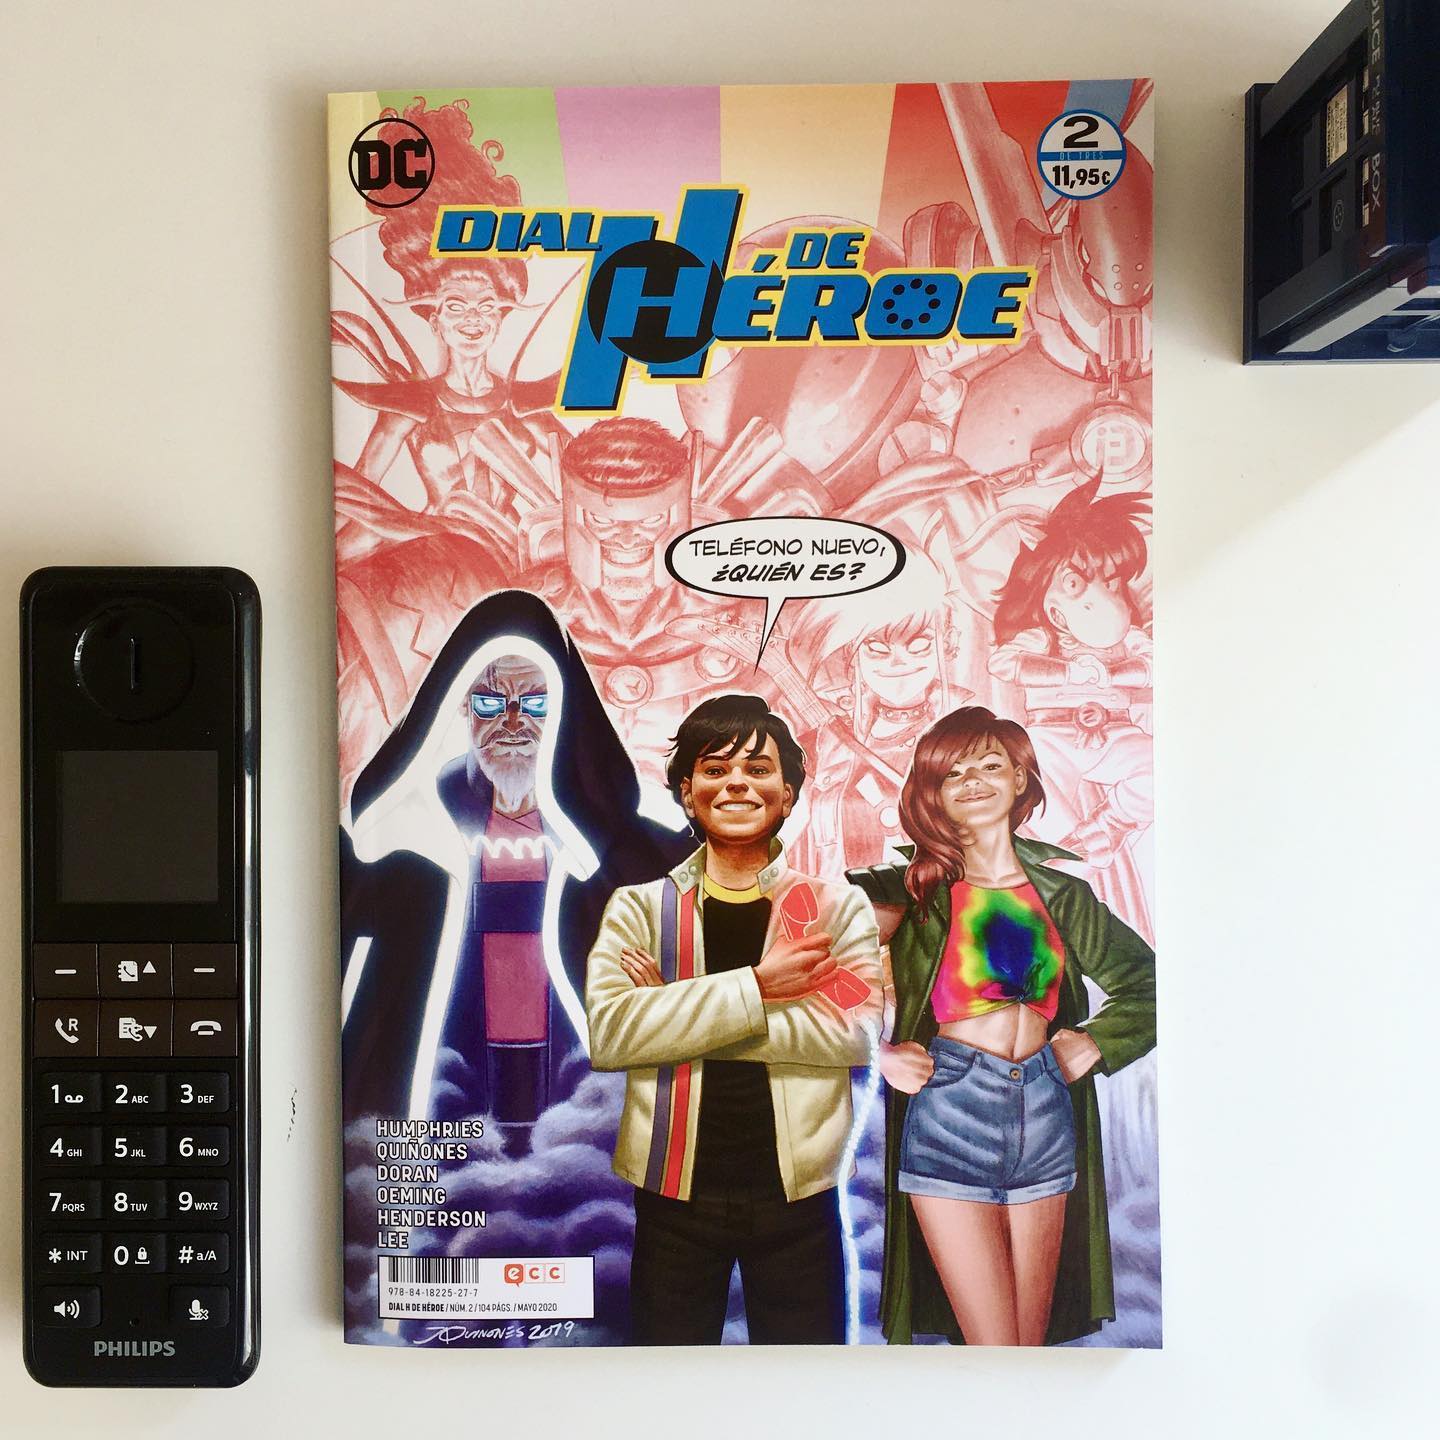 DC
2
DE TRES
11,95€
DIAL H DE HÉROE
TELÉFONO NUEVO,
¿QUIÉN ES?
HUMPHRIES
QUIÑONES
DORAN
OEMING
HENDERSON
LEE
ecc
978-84-18225-27-7
DIAL H DE HÉROE / NÚM. 2 / 104 PÁGS. / MAYO 2020
JQUINONES 2019
R
1
2 ABC
3 DEF
4 GHI
5 JKL
6 MNO
7 PQRS
8 TUV
9 WXYZ
* INT
0
# a/A
PHILIPS
BOX